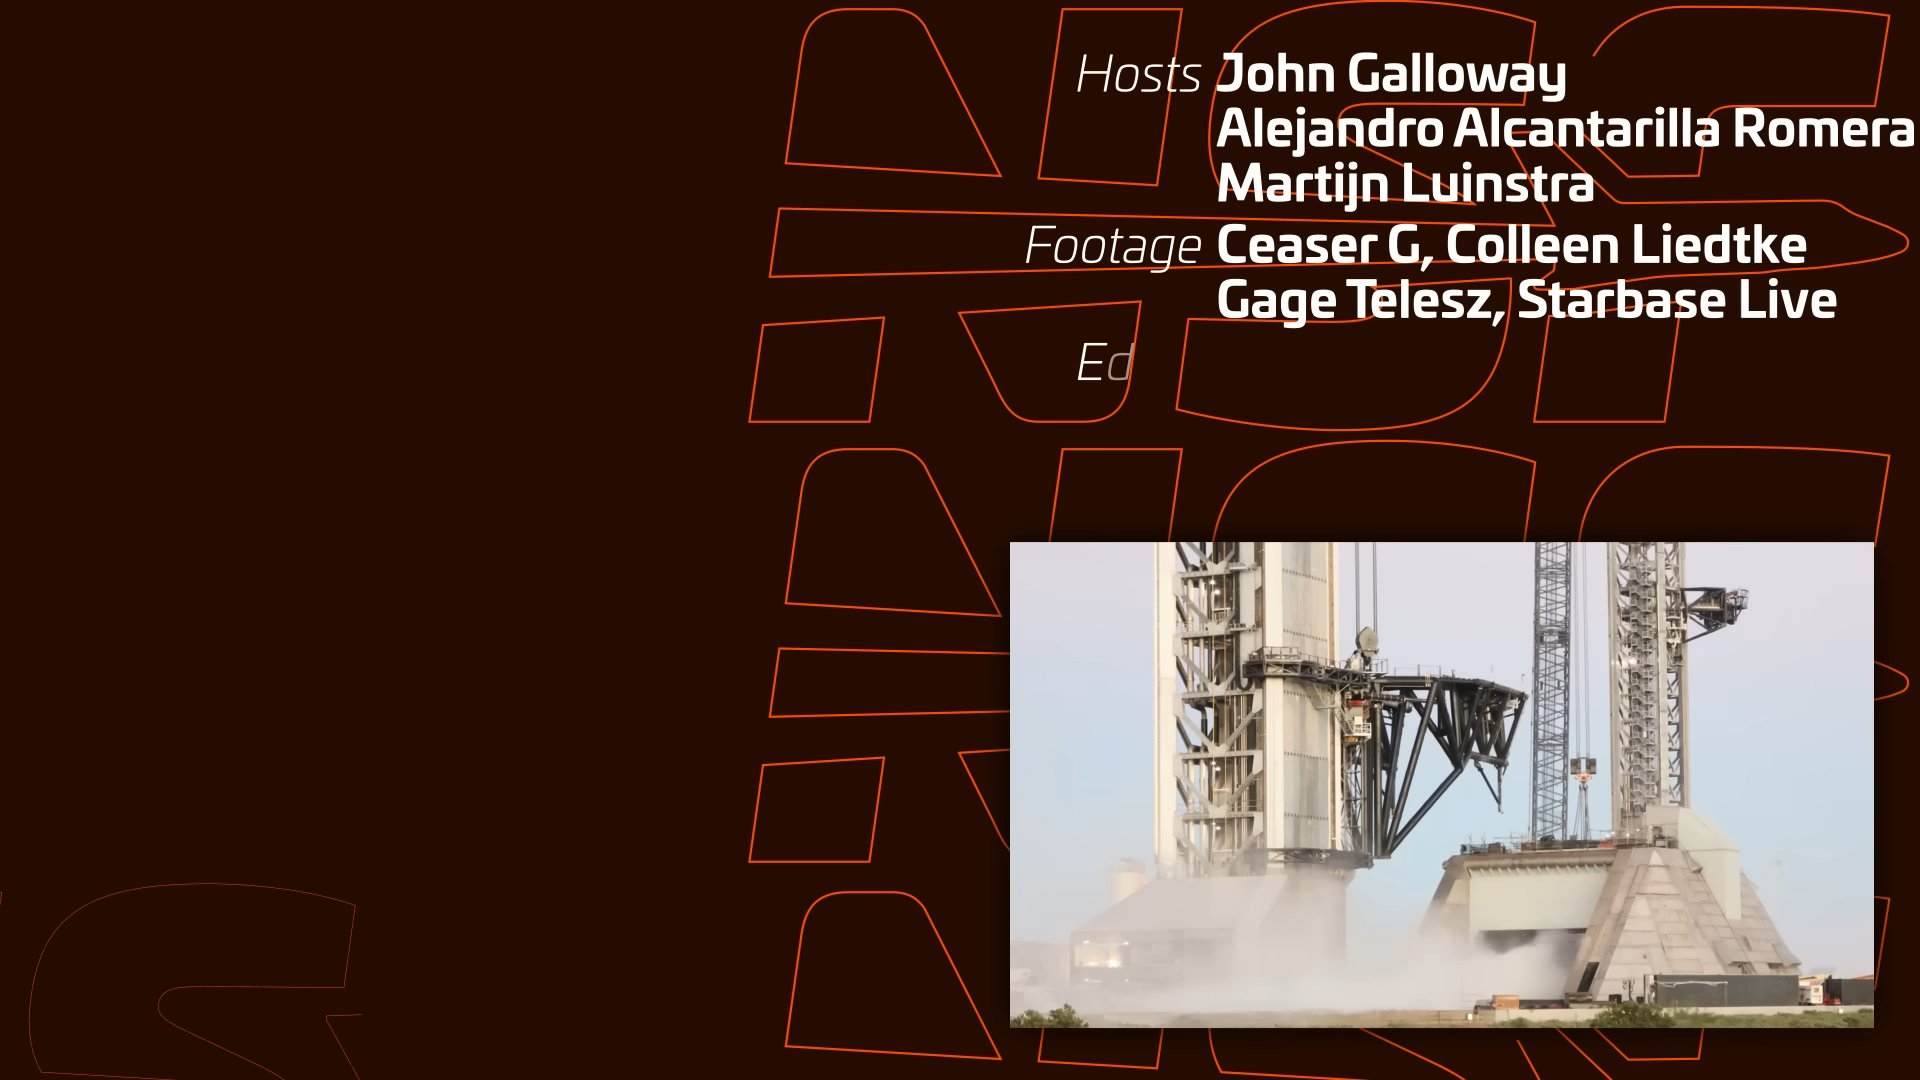 Hosts John Galloway
Alejandro Alcantarilla Romera
Martijn Luinstra
Footage Ceaser G, Colleen Liedtke
Gage Telesz, Starbase Live
Ed